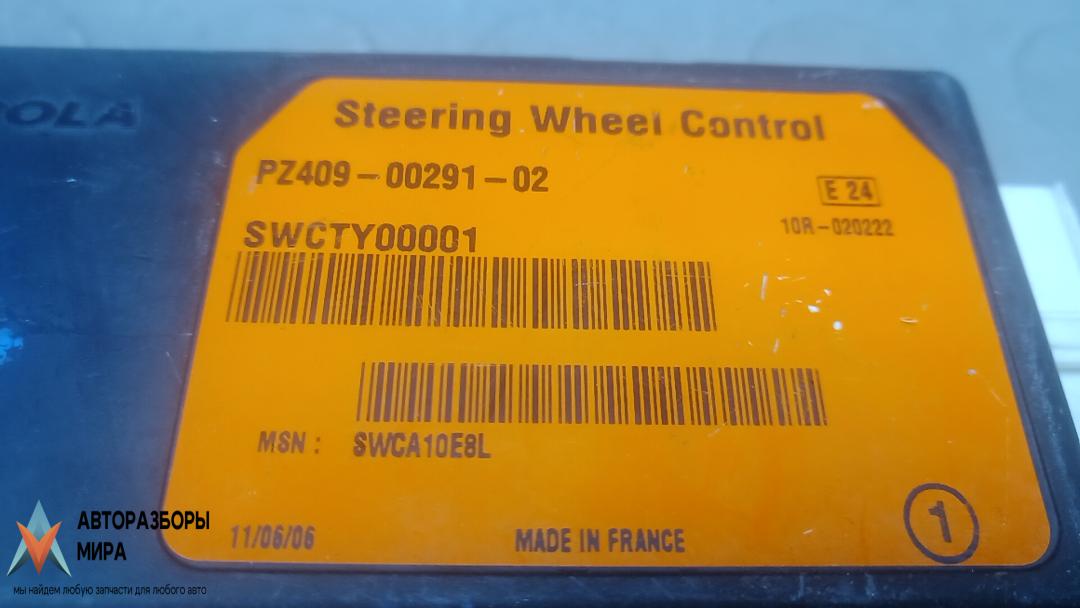 Steering Wheel Control
PZ409-00291-02
E 24
10R-020222
SWCTY00001
MSN : SWCA10E8L
1
11/06/06
MADE IN FRANCE
АВТОРАЗБОРЫ
МИРА
мы найдем любую запчасти для любого авто